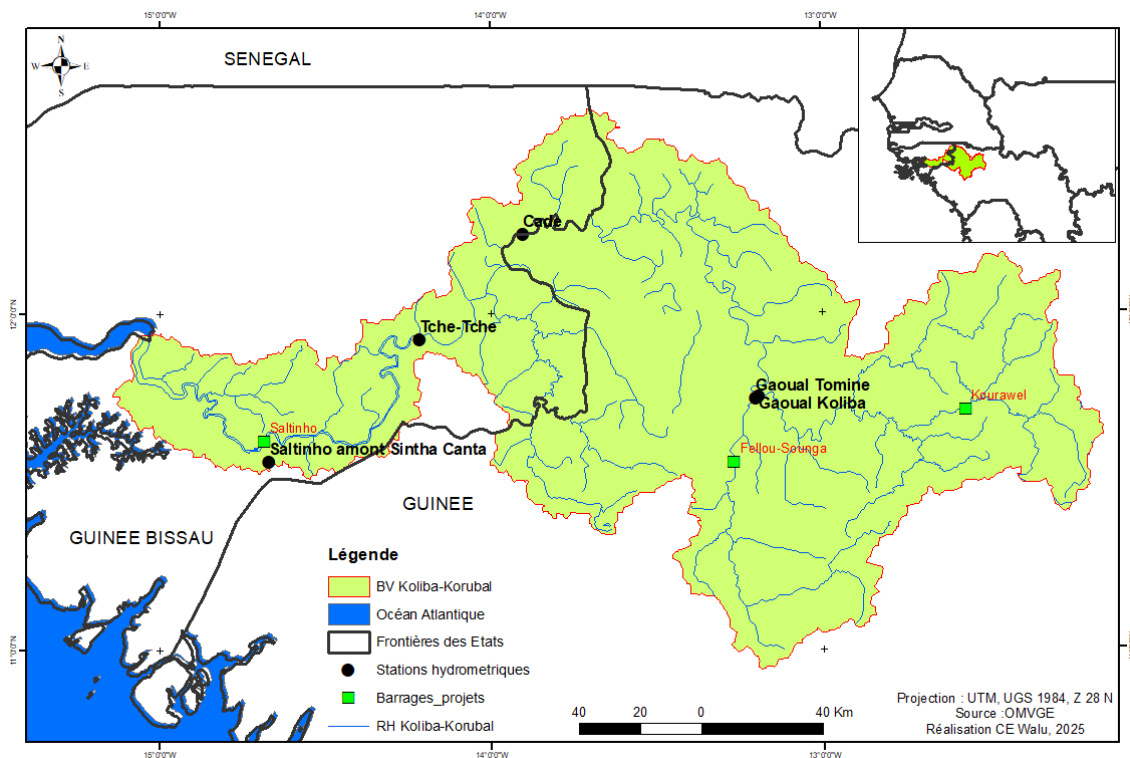 15°0'0"W 14°0'0"W 13°0'0"W
N
W E
S
SENEGAL
Cade
12°0'0"N
Tche-Tche
Gaoual Tomine
Gaoual Koliba
Kourawel
Saltinho
Saltinho amont Sintha Canta
Fellou-Sounga
GUINEE
GUINEE BISSAU
Légende
BV Koliba-Korubal
Océan Atlantique
Frontières des Etats
Stations hydrometriques
Barrages_projets
RH Koliba-Korubal
11°0'0"N
40 20 0 40 Km
Projection : UTM, UGS 1984, Z 28 N
Source :OMVGE
Réalisation CE Walu, 2025
15°0'0"W 14°0'0"W 13°0'0"W